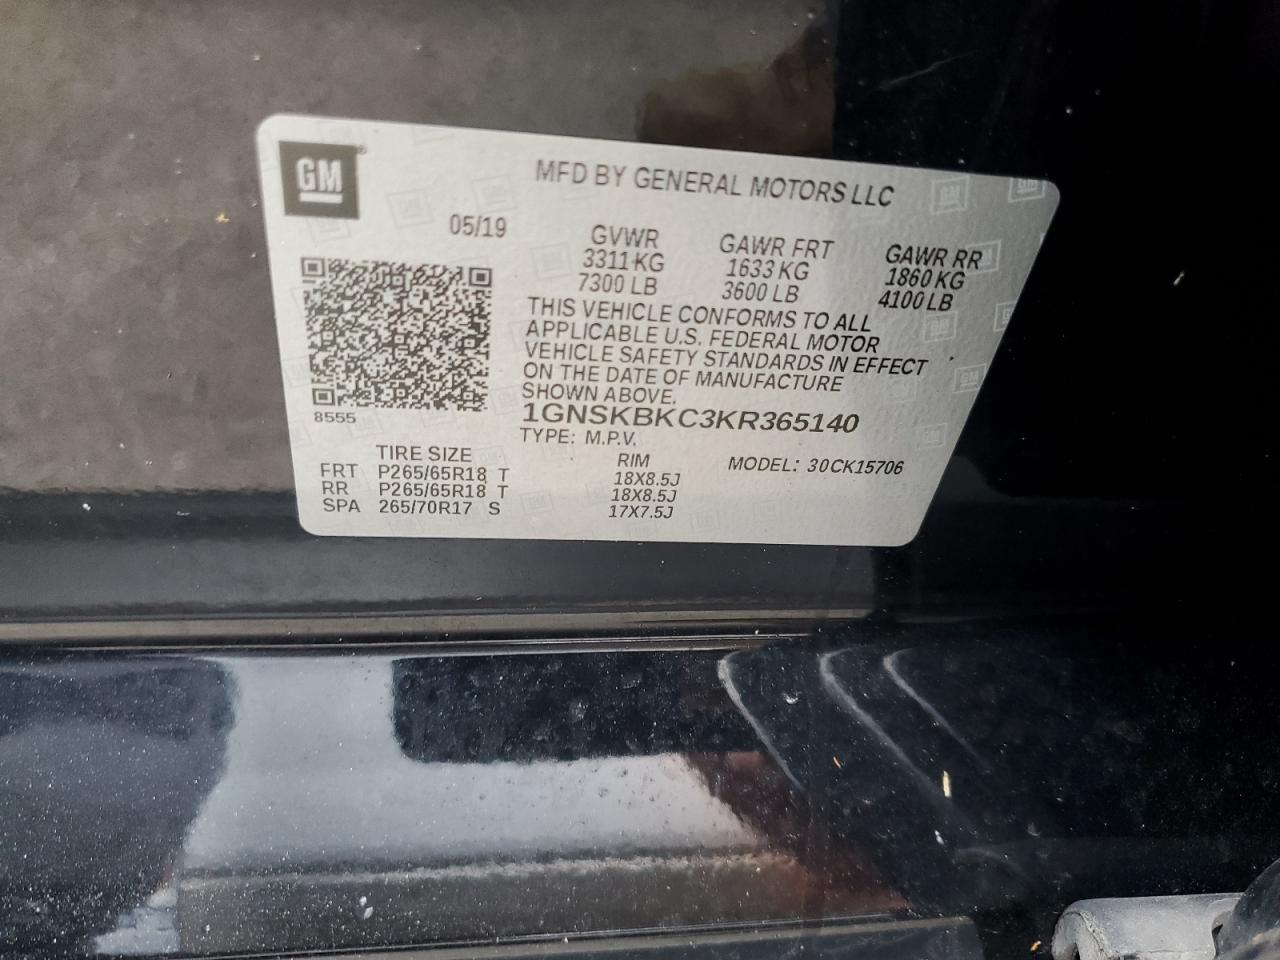 GM
MFD BY GENERAL MOTORS LLC
05/19
GVWR GAWR FRT GAWR RR
3311 KG 1633 KG 1860 KG
7300 LB 3600 LB 4100 LB
THIS VEHICLE CONFORMS TO ALL
APPLICABLE U.S. FEDERAL MOTOR
VEHICLE SAFETY STANDARDS IN EFFECT
ON THE DATE OF MANUFACTURE
SHOWN ABOVE.
8555
1GNSKBKC3KR365140
TYPE: M.P.V.
MODEL: 30CK15706
TIRE SIZE RIM
FRT P265/65R18 T 18X8.5J
RR P265/65R18 T 18X8.5J
SPA 265/70R17 S 17X7.5J